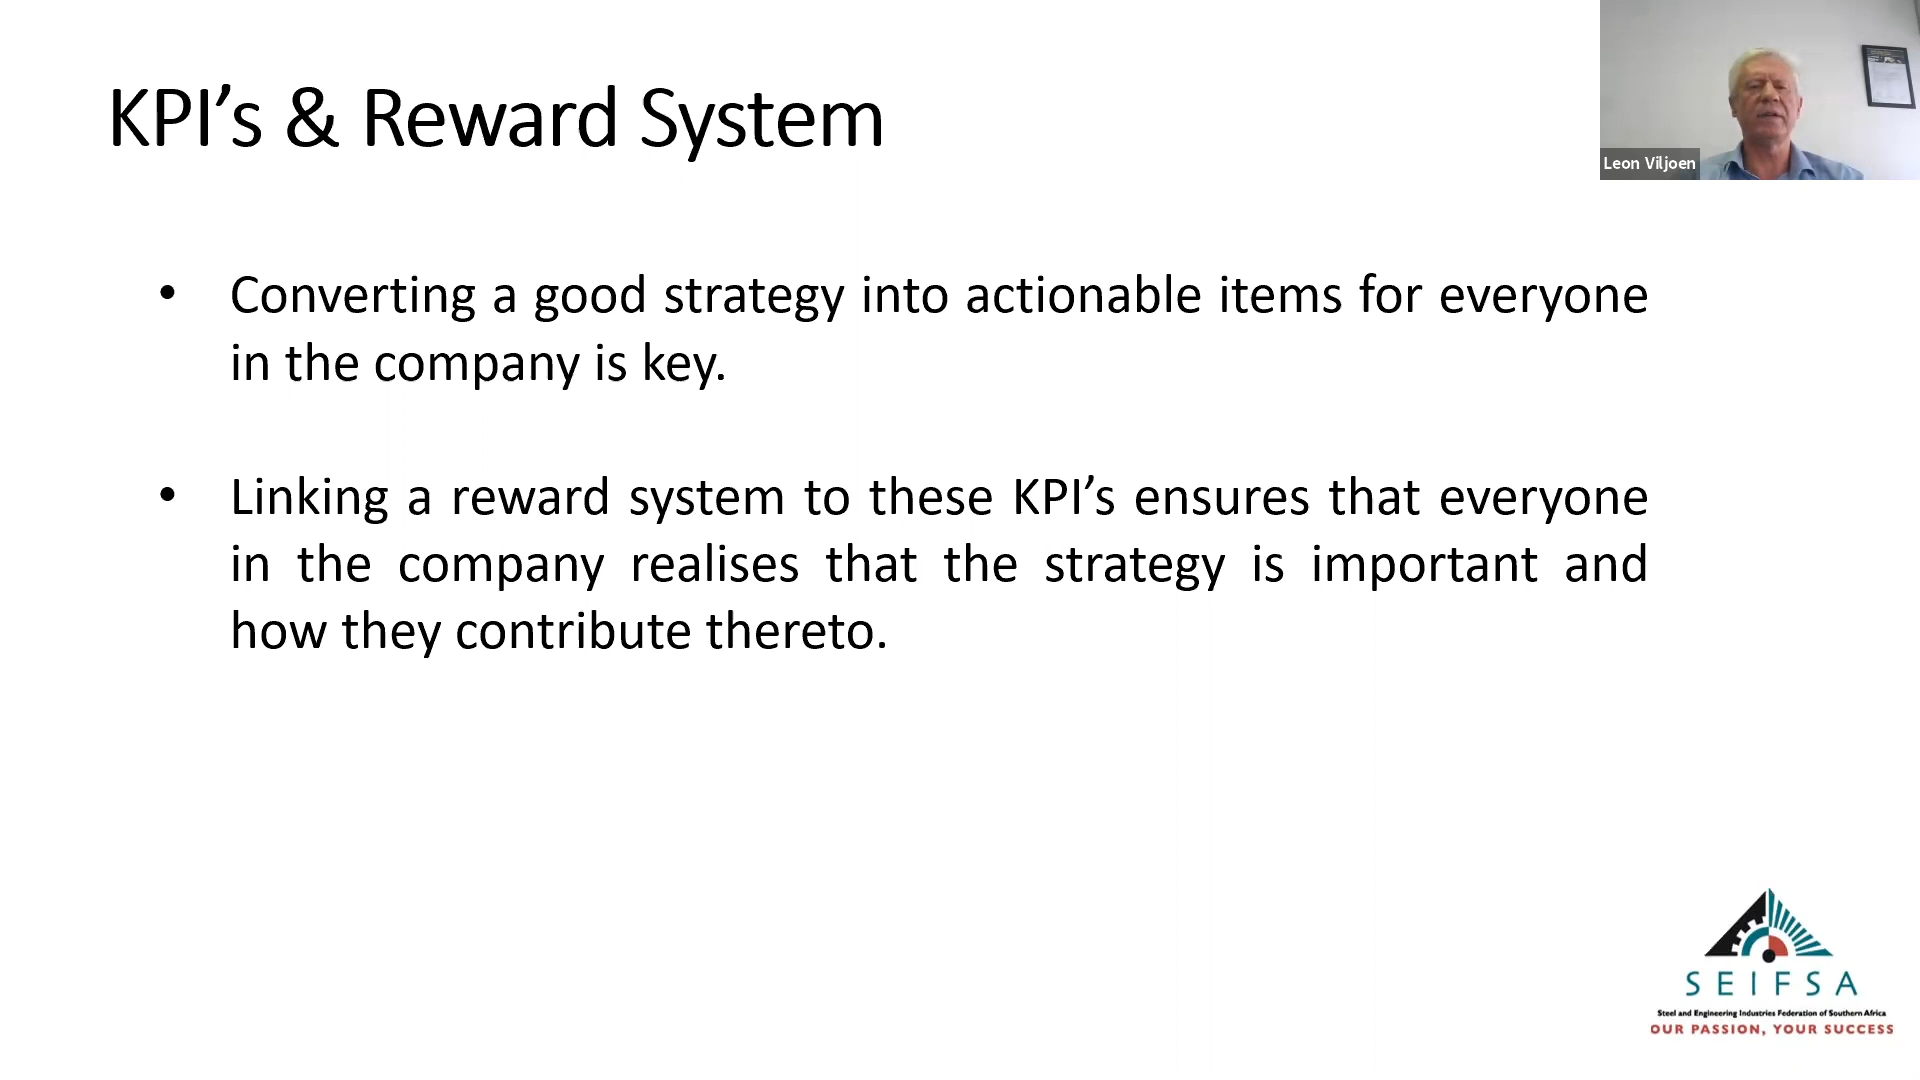 KPI’s & Reward System
Leon Viljoen
• Converting a good strategy into actionable items for everyone
in the company is key.
• Linking a reward system to these KPI’s ensures that everyone
in the company realises that the strategy is important and
how they contribute thereto.
SEIFSA
Steel and Engineering Industries Federation of Southern Africa
OUR PASSION, YOUR SUCCESS